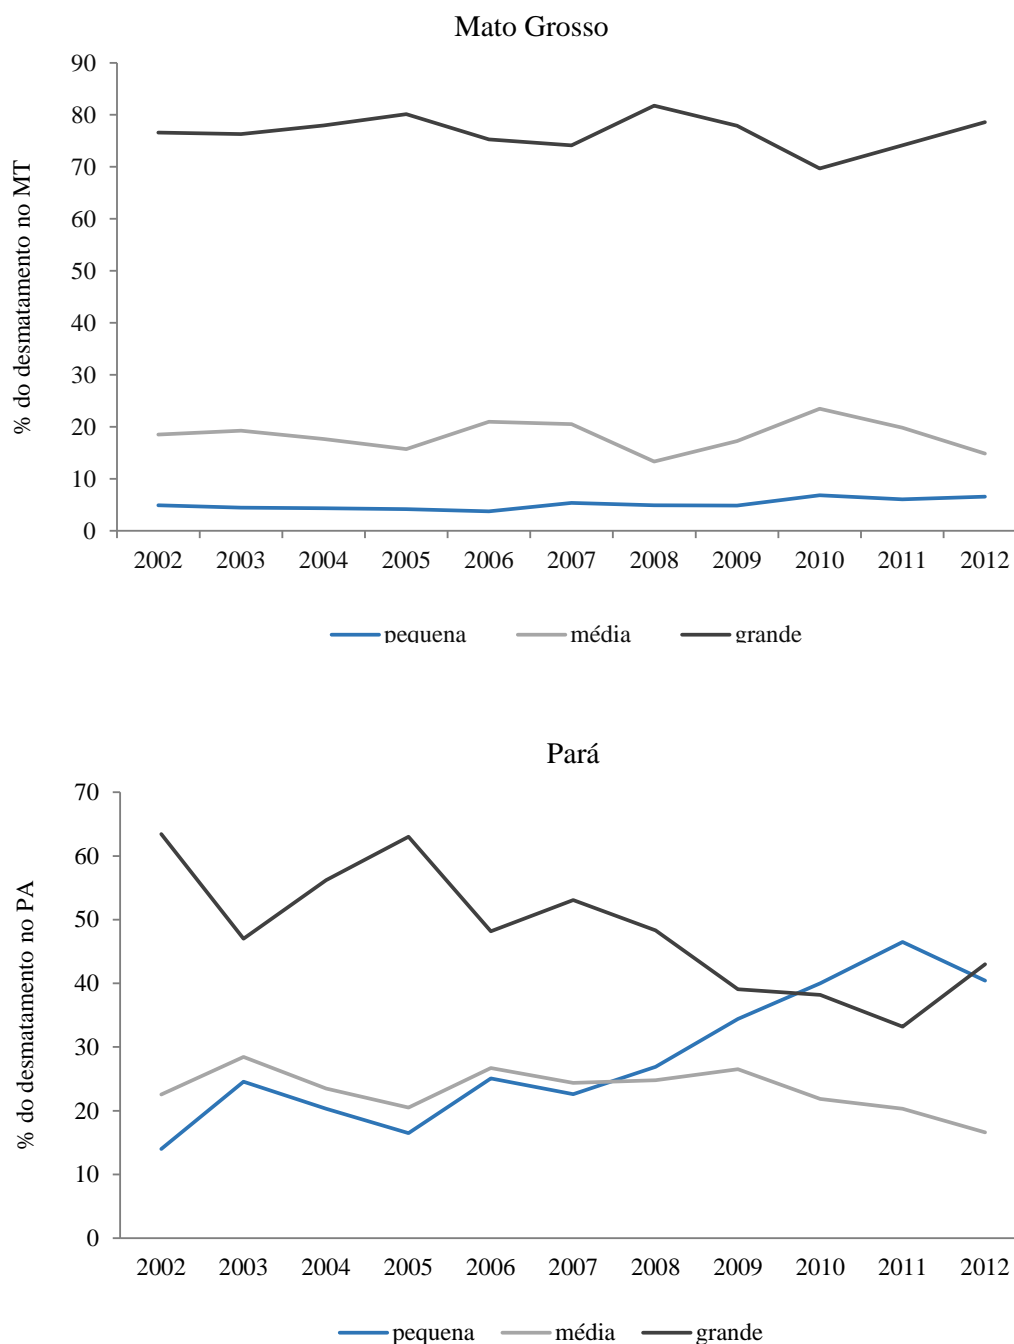 Mato Grosso
90
80
70
60
50
40
30
20
10
0
% do desmatamento no MT
2002 2003 2004 2005 2006 2007 2008 2009 2010 2011 2012
pequena média grande
Pará
70
60
50
40
30
20
10
0
% do desmatamento no PA
2002 2003 2004 2005 2006 2007 2008 2009 2010 2011 2012
pequena média grande